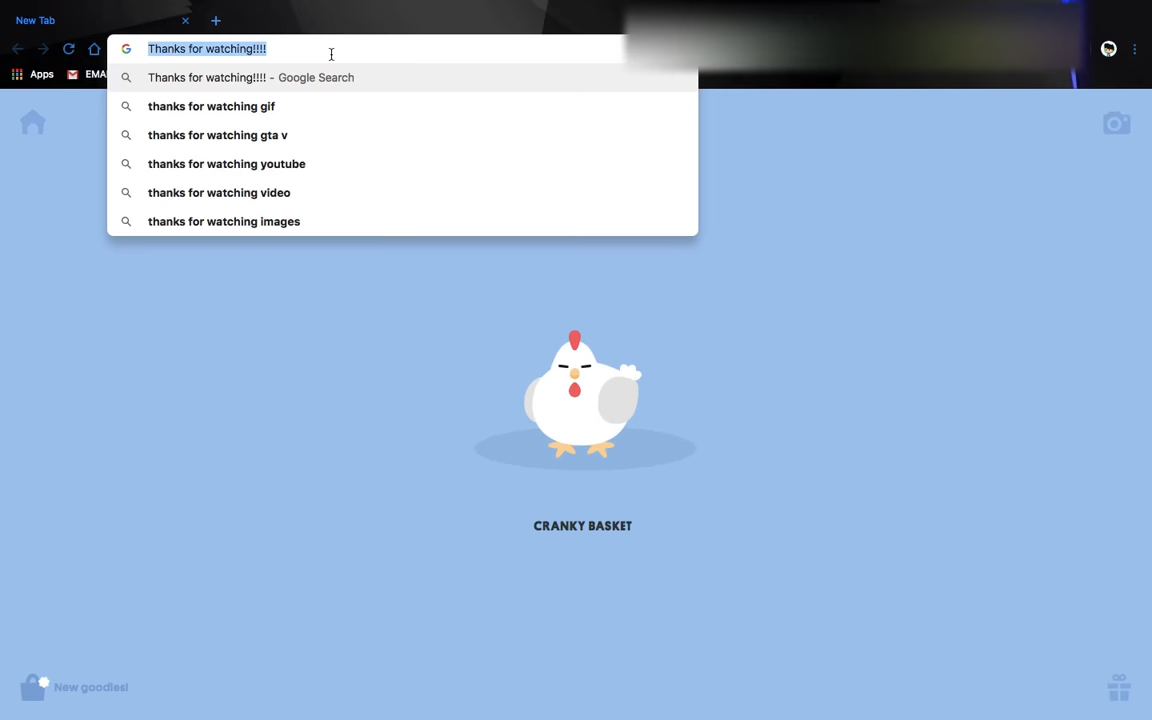 New Tab
Thanks for watching!!!!
Apps
EMAI
Thanks for watching!!!! - Google Search
thanks for watching gif
thanks for watching gta v
thanks for watching youtube
thanks for watching video
thanks for watching images
CRANKY BASKET
New goodies!